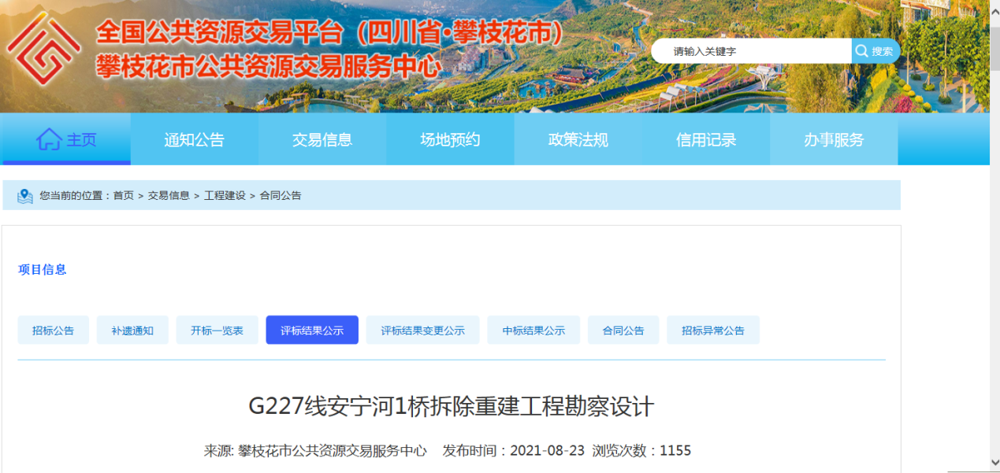 全国公共资源交易平台（四川省·攀枝花市）
攀枝花市公共资源交易服务中心
请输入关键字 搜索
主页 通知公告 交易信息 场地预约 政策法规 信用记录 办事服务
您当前的位置：首页 > 交易信息 > 工程建设 > 合同公告
项目信息
招标公告 补遗通知 开标一览表 评标结果公示 评标结果变更公示 中标结果公示 合同公告 招标异常公告
G227线安宁河1桥拆除重建工程勘察设计
来源: 攀枝花市公共资源交易服务中心 发布时间：2021-08-23 浏览次数：1155